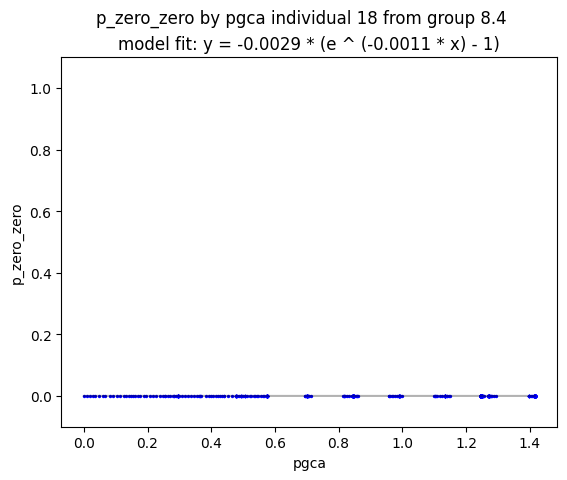 p_zero_zero by pgca individual 18 from group 8.4
model fit: y = -0.0029 * (e ^ (-0.0011 * x) - 1)
1.0
0.8
0.6
0.4
0.2
0.0
p_zero_zero
0.0 0.2 0.4 0.6 0.8 1.0 1.2 1.4
pgca